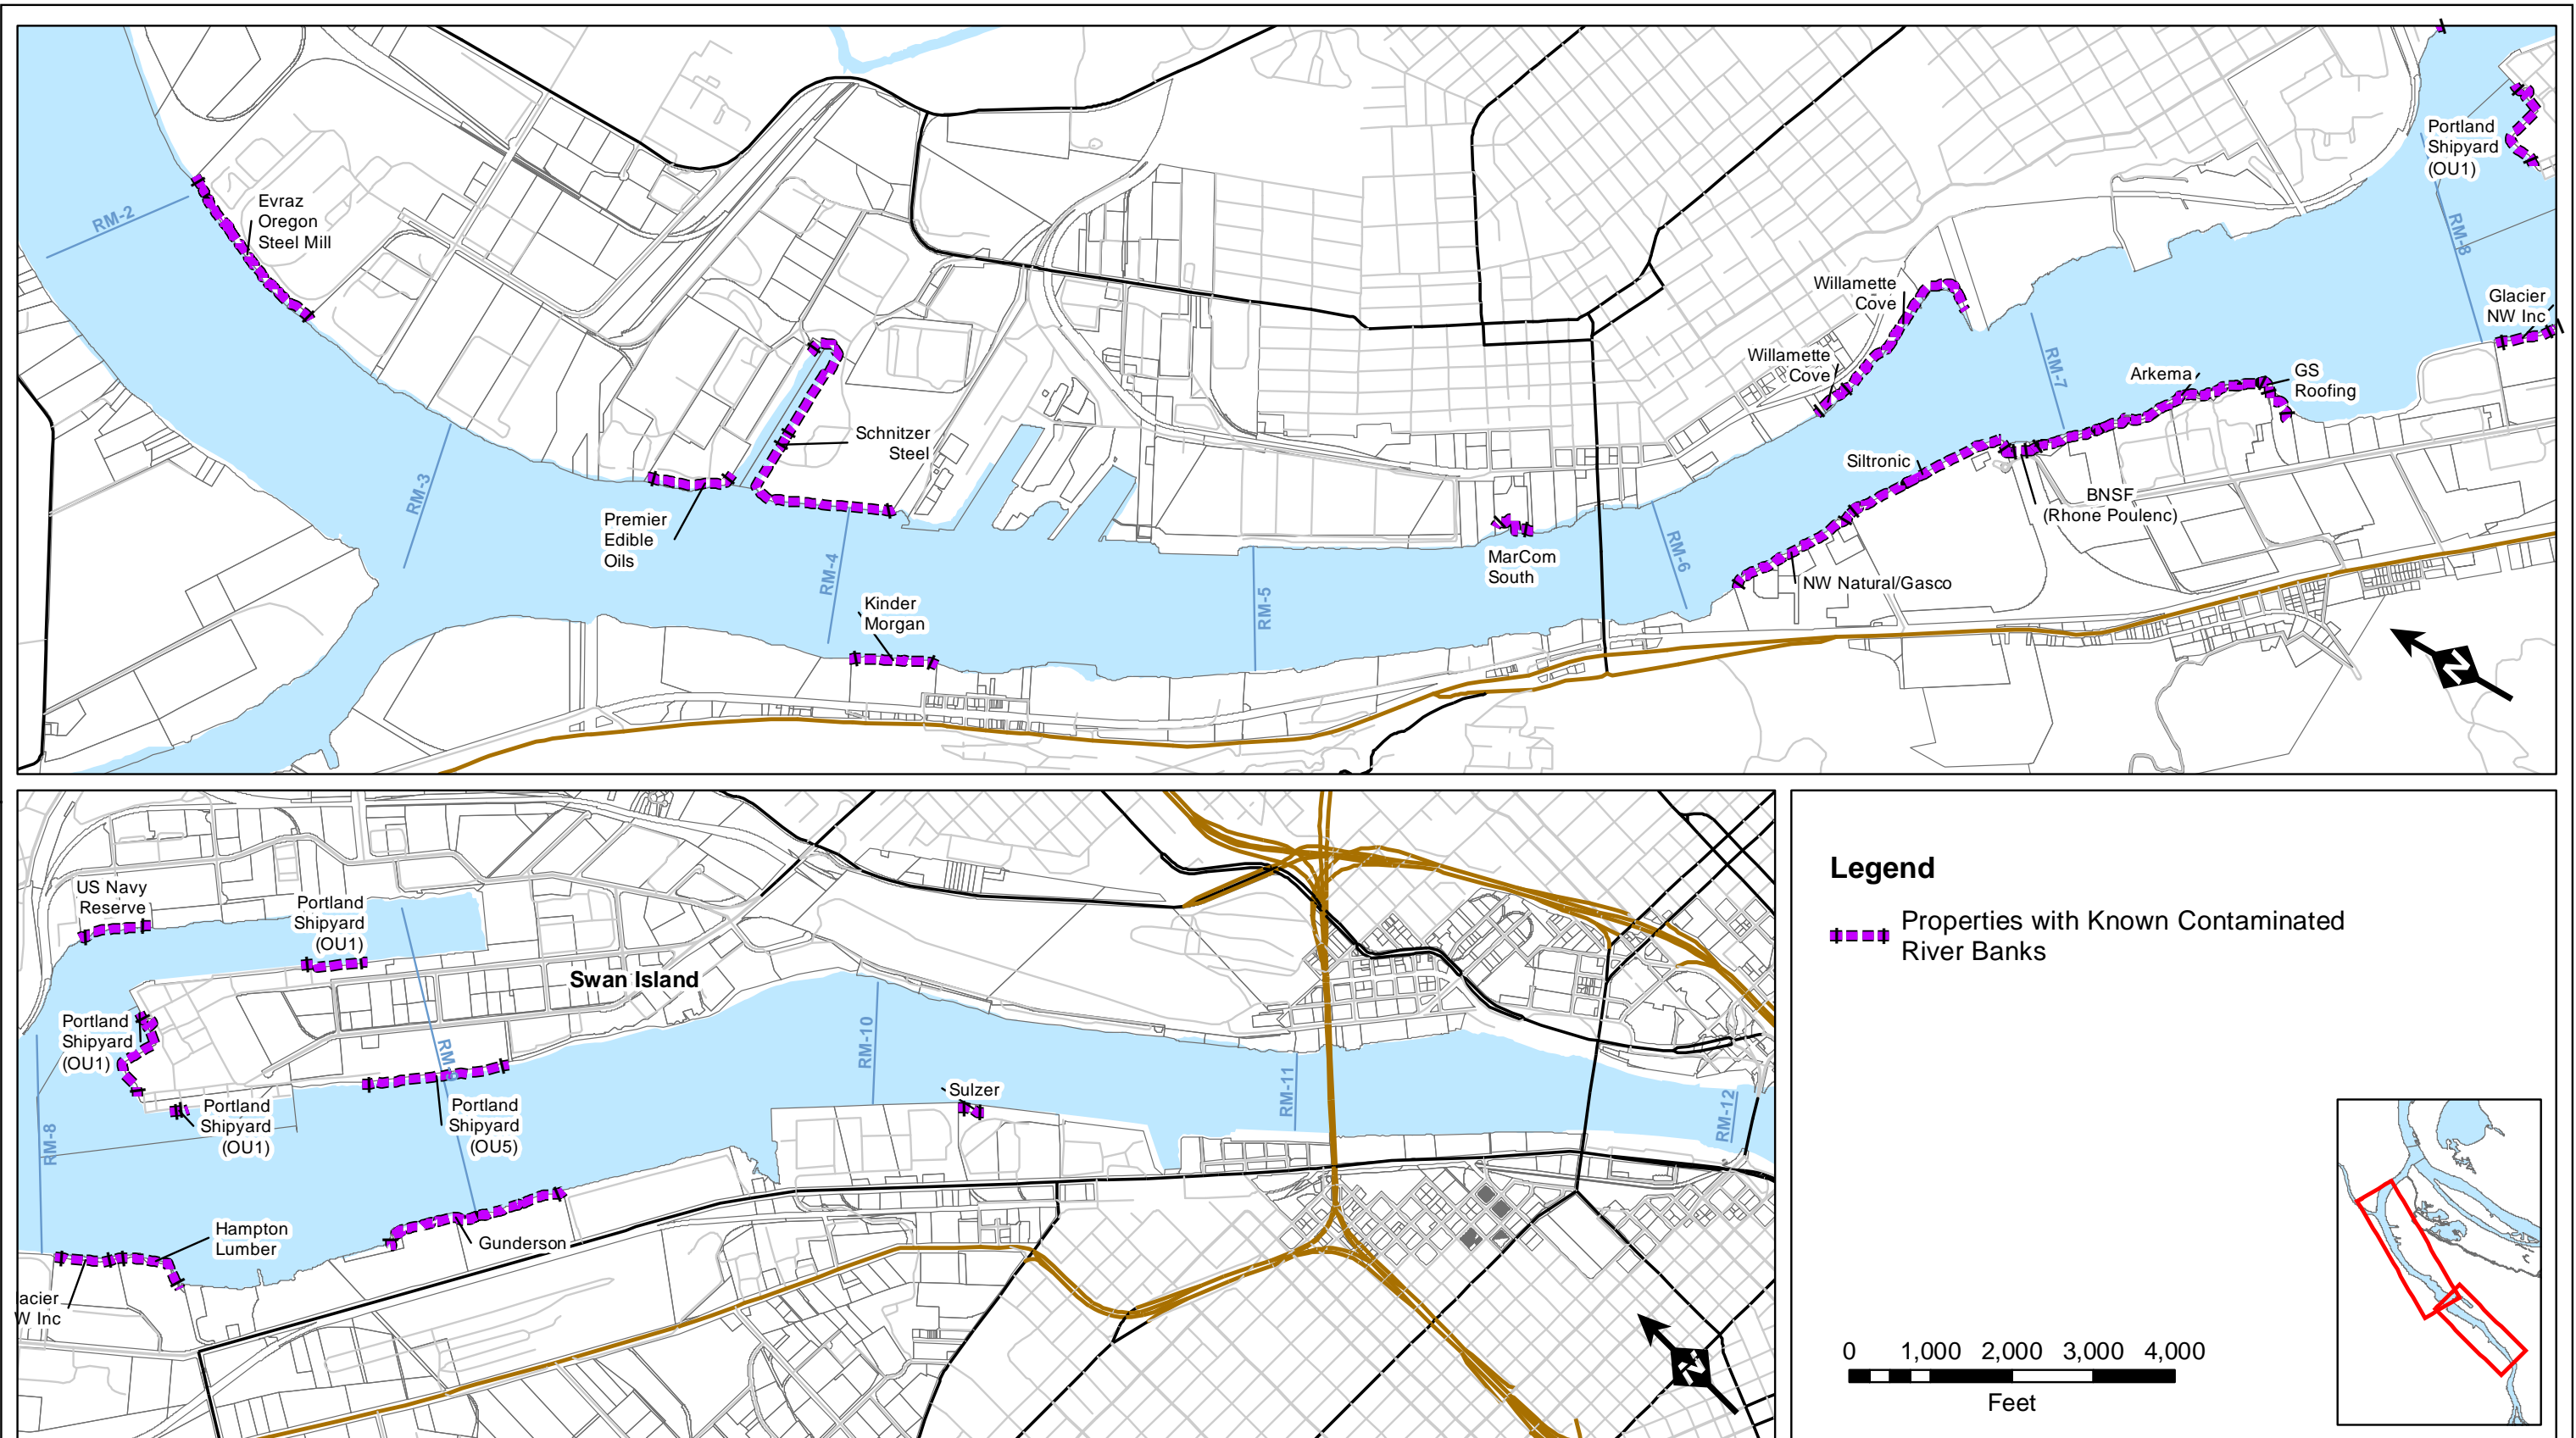 RM-2
Evraz
Oregon
Steel Mill
RM-3
Premier
Edible
Oils
Schnitzer
Steel
RM-4
Kinder
Morgan
RM-5
MarCom
South
RM-6
Willamette
Cove
Willamette
Cove
Siltronic
NW Natural/Gasco
BNSF
(Rhone Poulenc)
RM-7
Arkema
GS
Roofing
Portland
Shipyard
(OU1)
RM-8
Glacier
NW Inc
N
US Navy
Reserve
Portland
Shipyard
(OU1)
Swan Island
Portland
Shipyard
(OU1)
Portland
Shipyard
(OU1)
RM-8
RM-9
Portland
Shipyard
(OU5)
Hampton
Lumber
Gunderson
acier
W Inc
RM-10
Sulzer
RM-11
RM-12
N
Legend
Properties with Known Contaminated
River Banks
0 1,000 2,000 3,000 4,000
Feet